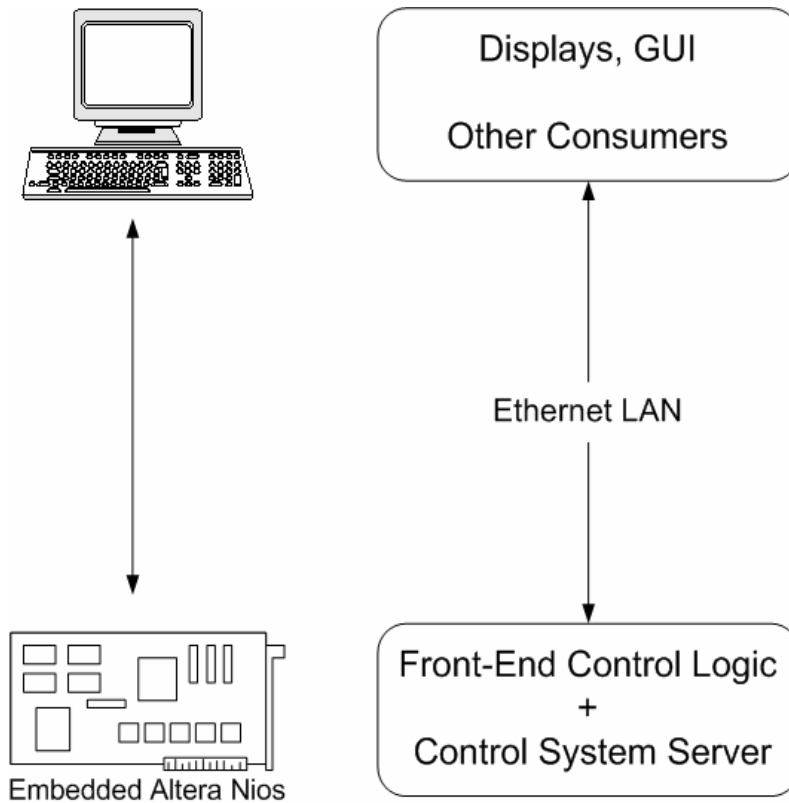 Displays, GUI
Other Consumers
Ethernet LAN
Front-End Control Logic
+
Control System Server
Embedded Altera Nios